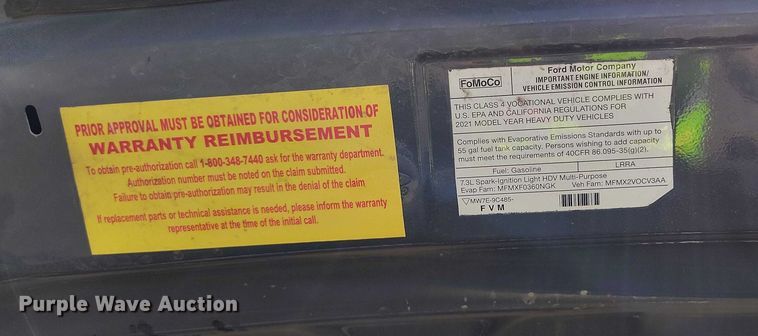 PRIOR APPROVAL MUST BE OBTAINED FOR CONSIDERATION OF
WARRANTY REIMBURSEMENT
To obtain pre-authorization call 1-800-348-7440 ask for the warranty department.
Authorization number must be noted on the claim submitted.
Failure to obtain pre-authorization may result in the denial of the claim
If replacement parts or technical assistance is needed, please inform the warranty
representative at the time of the initial call.
FoMoCo
Ford Motor Company
IMPORTANT ENGINE INFORMATION/
VEHICLE EMISSION CONTROL INFORMATION
THIS CLASS 4 VOCATIONAL VEHICLE COMPLIES WITH
U.S. EPA AND CALIFORNIA REGULATIONS FOR
2021 MODEL YEAR HEAVY DUTY VEHICLES
Complies with Evaporative Emissions Standards with up to
55 gal fuel tank capacity. Persons wishing to add capacity
must meet the requirements of 40CFR 86.095-35(g)(2).
Fuel: Gasoline LRRA
7.3L Spark-Ignition Light HDV Multi-Purpose
Evap Fam: MFMXF0360NGK Veh Fam: MFMX2VOCV3AA
MW7E-9C485-
FVM
Purple Wave Auction